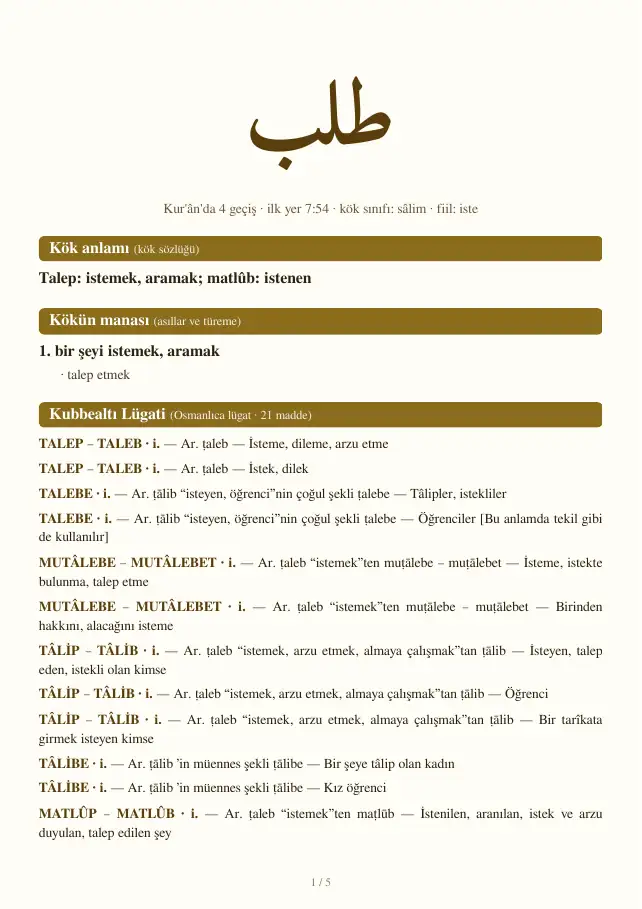 طلب
Kur'ân'da 4 geçiş · ilk yer 7:54 · kök sınıfı: sâlim · fiil: iste
Kök anlamı (kök sözlüğü)
Talep: istemek, aramak; matlûb: istenen
Kökün manası (asıllar ve türeme)
1. bir şeyi istemek, aramak
· talep etmek
Kubbealtı Lügati (Osmanlıca lügat · 21 madde)
TALEP – TALEB · i. — Ar. ṭaleb — İsteme, dileme, arzu etme
TALEP – TALEB · i. — Ar. ṭaleb — İstek, dilek
TALEBE · i. — Ar. ṭālib “isteyen, öğrenci”nin çoğul şekli ṭalebe — Tâlipler, istekliler
TALEBE · i. — Ar. ṭālib “isteyen, öğrenci”nin çoğul şekli ṭalebe — Öğrenciler [Bu anlamda tekil gibi
de kullanılır]
MUTÂLEBE – MUTÂLEBET · i. — Ar. ṭaleb “istemek”ten muṭālebe – muṭālebet — İsteme, istekte
bulunma, talep etme
MUTÂLEBE – MUTÂLEBET · i. — Ar. ṭaleb “istemek”ten muṭālebe – muṭālebet — Birinden
hakkını, alacağını isteme
TÂLİP – TÂLİB · i. — Ar. ṭaleb “istemek, arzu etmek, almaya çalışmak”tan ṭālib — İsteyen, talep
eden, istekli olan kimse
TÂLİP – TÂLİB · i. — Ar. ṭaleb “istemek, arzu etmek, almaya çalışmak”tan ṭālib — Öğrenci
TÂLİP – TÂLİB · i. — Ar. ṭaleb “istemek, arzu etmek, almaya çalışmak”tan ṭālib — Bir tarîkata
girmek isteyen kimse
TÂLİBE · i. — Ar. ṭālib 'in müennes şekli ṭālibe — Bir şeye tâlip olan kadın
TÂLİBE · i. — Ar. ṭālib 'in müennes şekli ṭālibe — Kız öğrenci
MATLÛP – MATLÛB · i. — Ar. ṭaleb “istemek”ten maṭlūb — İstenilen, aranılan, istek ve arzu
duyulan, talep edilen şey
1 / 5